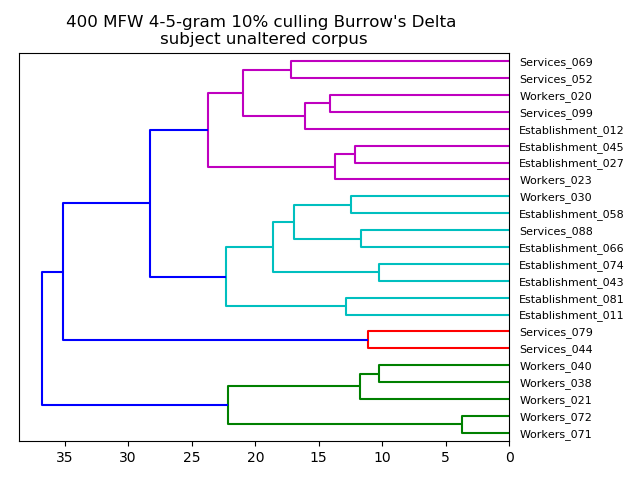 400 MFW 4-5-gram 10% culling Burrow's Delta
subject unaltered corpus
Services_069
Services_052
Workers_020
Services_099
Establishment_012
Establishment_045
Establishment_027
Workers_023
Workers_030
Establishment_058
Services_088
Establishment_066
Establishment_074
Establishment_043
Establishment_081
Establishment_011
Services_079
Services_044
Workers_040
Workers_038
Workers_021
Workers_072
Workers_071
35 30 25 20 15 10 5 0